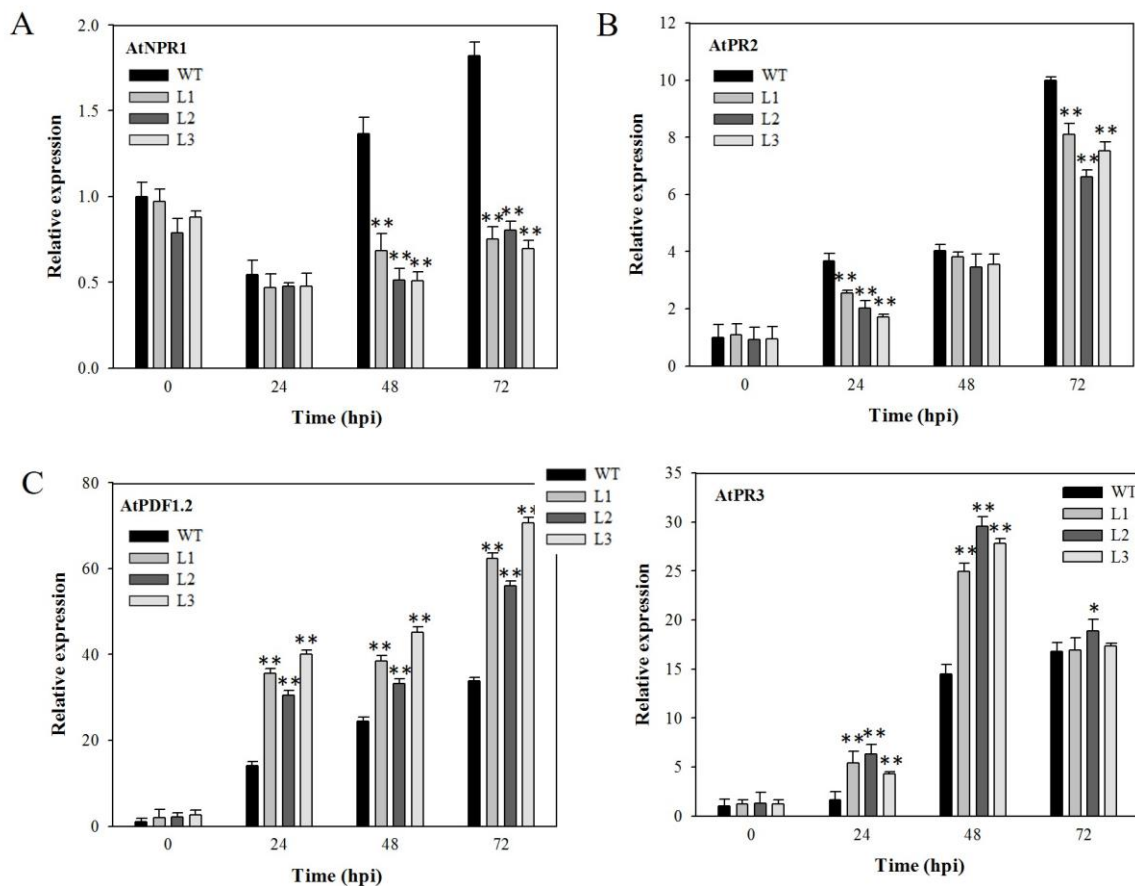 A
AtNPR1
WT
L1
L2
L3
Relative expression
2.0
1.5
1.0
0.5
0.0
** ** **
** ** **
0 24 48 72
Time (hpi)
B
AtPR2
WT
L1
L2
L3
Relative expression
12
10
8
6
4
2
0
** ** **
** ** **
0 24 48 72
Time (hpi)
C
AtPDF1.2
WT
L1
L2
L3
Relative expression
80
60
40
20
0
** ** **
** ** **
** ** **
0 24 48 72
Time (hpi)
WT
L1
L2
L3
AtPR3
WT
L1
L2
L3
Relative expression
35
30
25
20
15
10
5
0
** ** **
** ** **
*
0 24 48 72
Time (hpi)